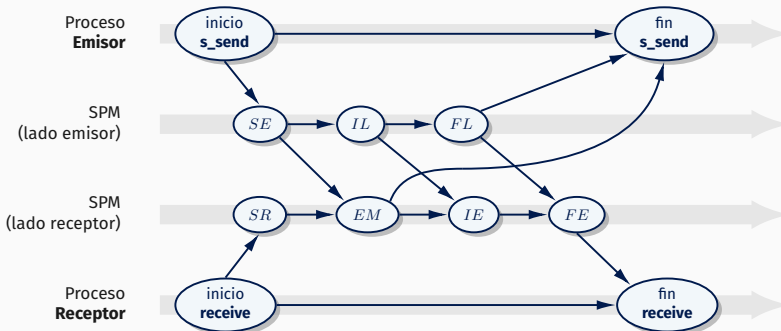 Proceso
Emisor
inicio
s_send
fin
s_send
SPM
(lado emisor)
SE
IL
FL
SPM
(lado receptor)
SR
EM
IE
FE
Proceso
Receptor
inicio
receive
fin
receive